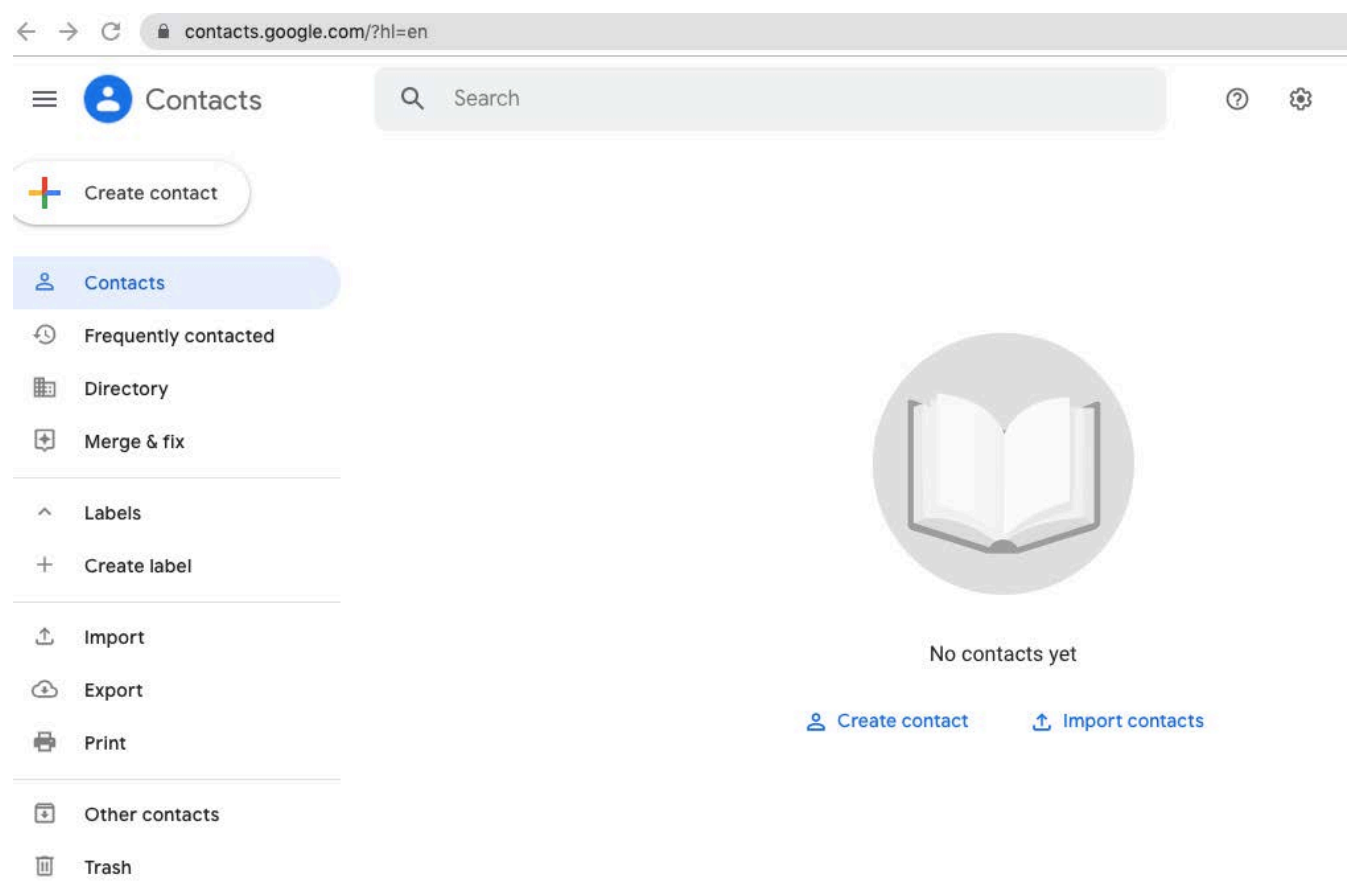 contacts.google.com/?hl=en
Contacts
Search
Create contact
Contacts
Frequently contacted
Directory
Merge & fix
Labels
Create label
Import
Export
Print
Other contacts
Trash
No contacts yet
Create contact Import contacts